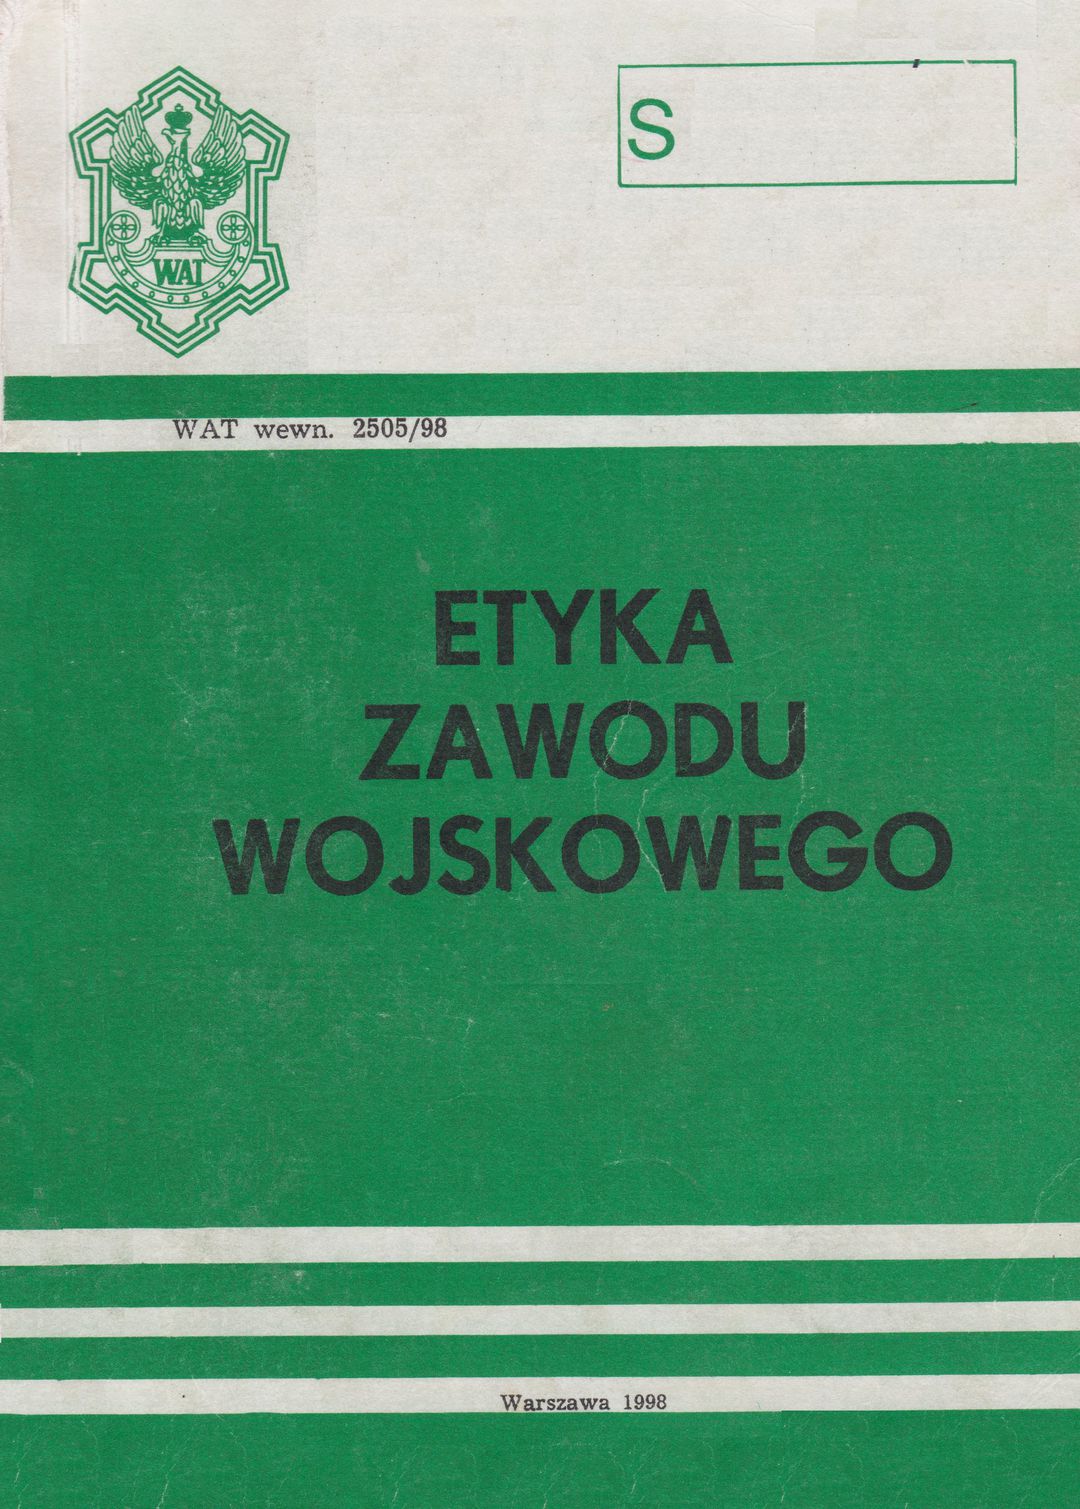 WAT
S
WAT wewn. 2505/98
ETYKA
ZAWODU
WOJSKOWEGO
Warszawa 1998